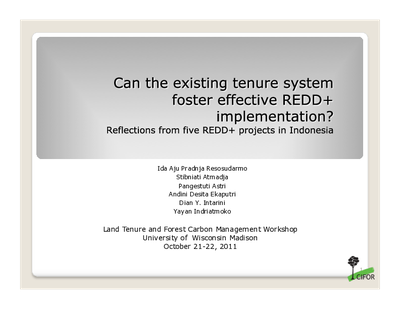 Can the existing tenure system
foster effective REDD+
implementation?
Reflections from five REDD+ projects in Indonesia
Ida Aju Pradnja Resosudarmo
Stibniati Atmadja
Pangestuti Astri
Andini Desita Ekaputri
Dian Y. Intarini
Yayan Indriatmoko
Land Tenure and Forest Carbon Management Workshop
University of Wisconsin Madison
October 21-22, 2011
CIFOR